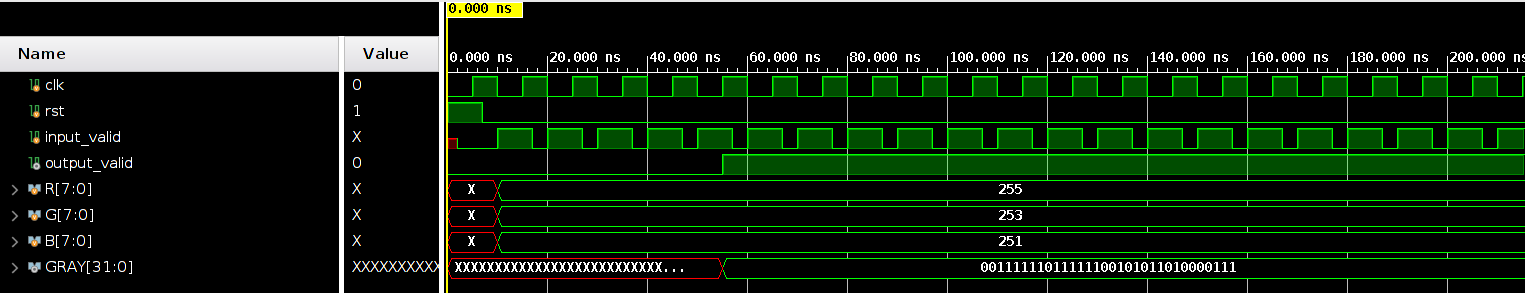 0.000 ns
Name Value
0.000 ns 20.000 ns 40.000 ns 60.000 ns 80.000 ns 100.000 ns 120.000 ns 140.000 ns 160.000 ns 180.000 ns 200.000 ns
clk 0
rst 1
input_valid X
output_valid 0
R[7:0] X X 255
G[7:0] X X 253
B[7:0] X X 251
GRAY[31:0] XXXXXXXXXX XXXXXXXXXXXXXXXXXXXXXXXXXX... 00111111011111100101011010000111